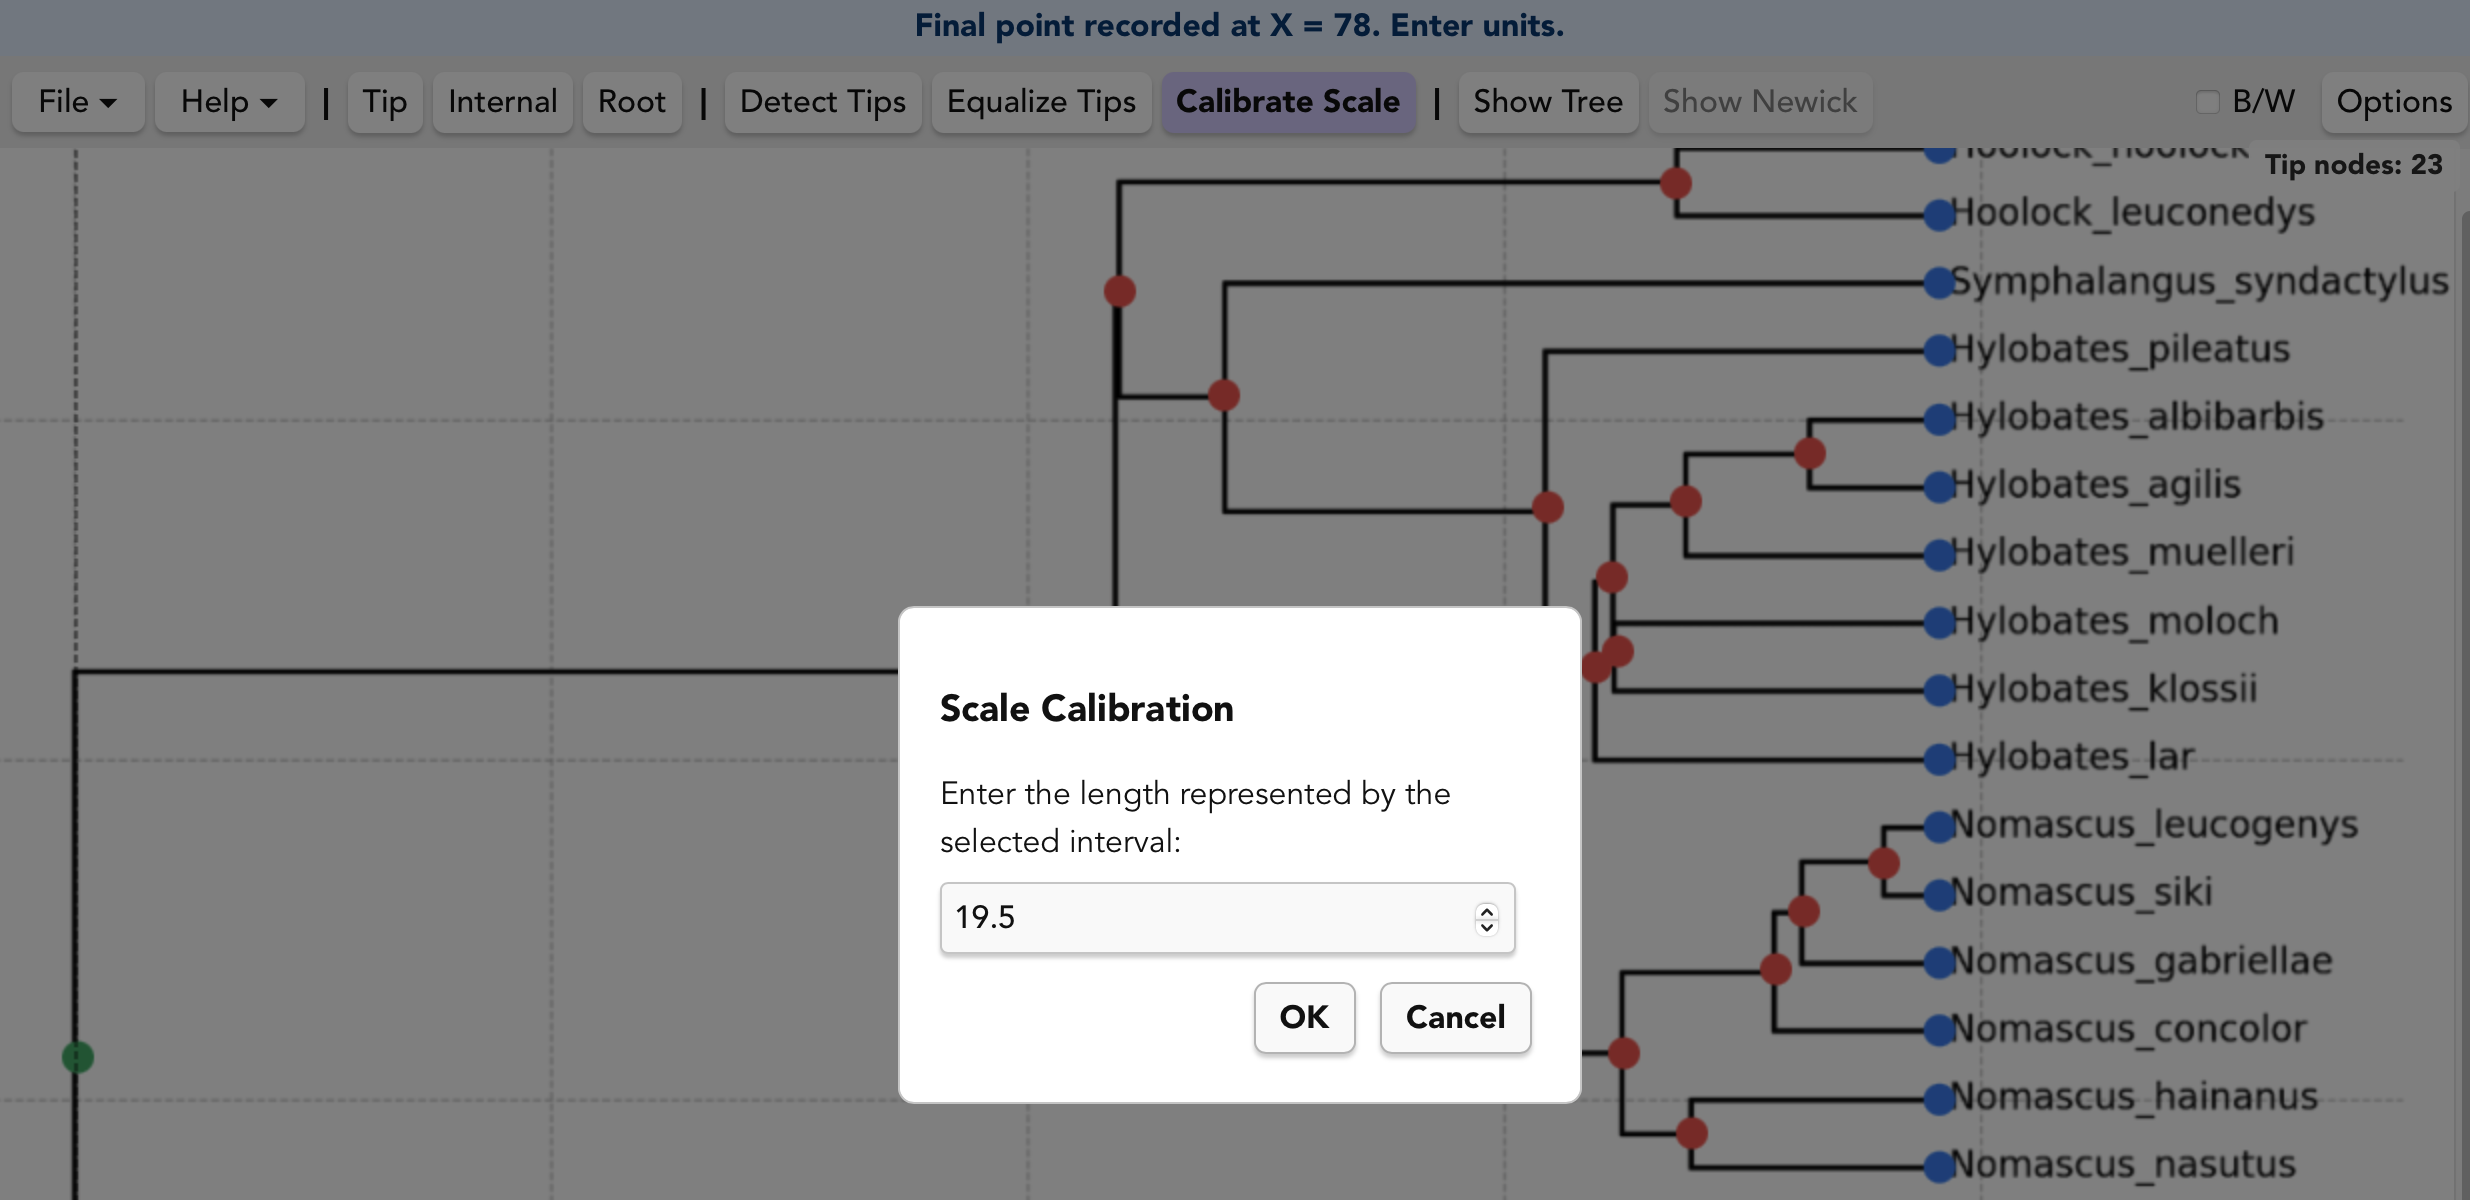 Final point recorded at X = 78. Enter units.
File Help | Tip Internal Root | Detect Tips Equalize Tips Calibrate Scale | Show Tree Show Newick B/W Options
Hoolock_hoolock
Tip nodes: 23
Hoolock_leuconedys
Symphalangus_syndactylus
Hylobates_pileatus
Hylobates_albibarbis
Hylobates_agilis
Hylobates_muelleri
Hylobates_moloch
Hylobates_klossii
Hylobates_lar
Nomascus_leucogenys
Nomascus_siki
Nomascus_gabriellae
Nomascus_concolor
Nomascus_hainanus
Nomascus_nasutus
Scale Calibration
Enter the length represented by the
selected interval:
19.5
OK Cancel